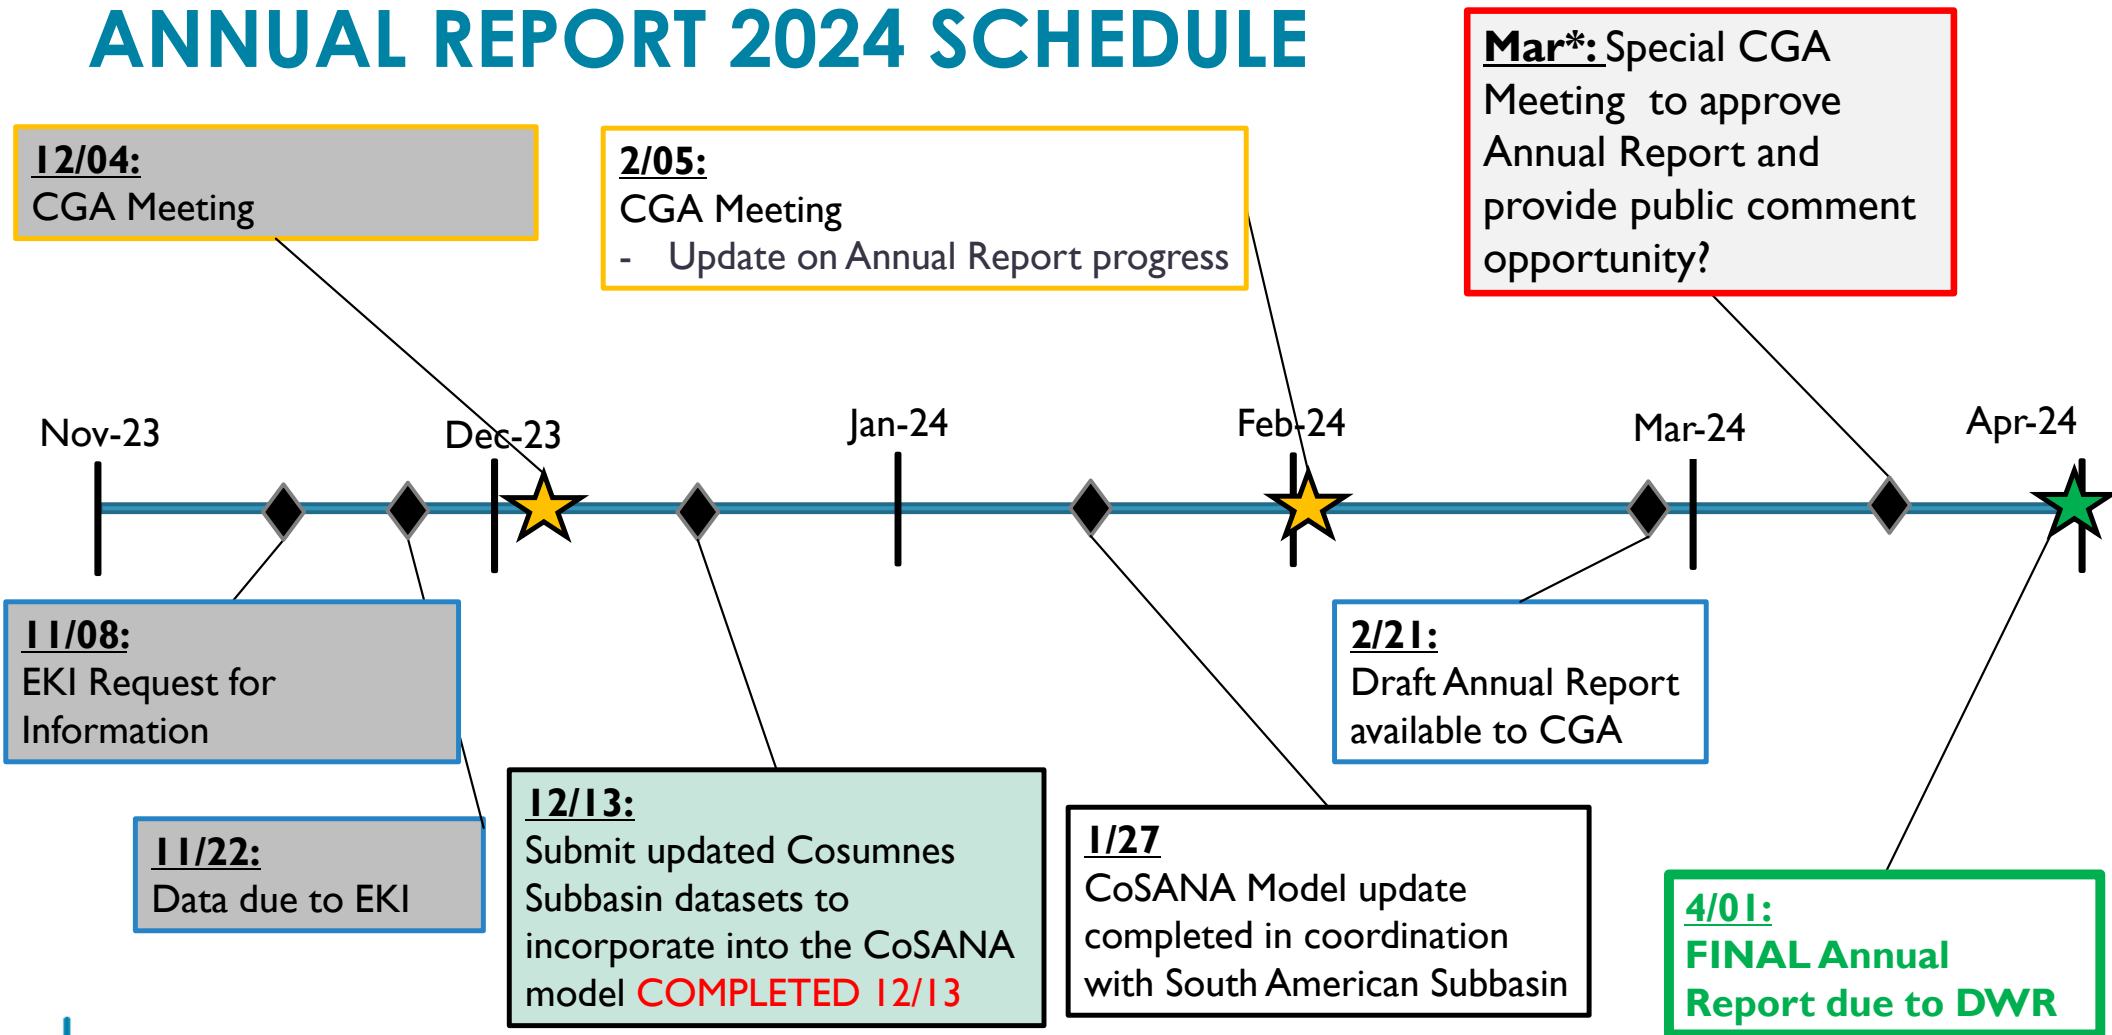 ANNUAL REPORT 2024 SCHEDULE
Mar*: Special CGA
Meeting to approve
Annual Report and
provide public comment
opportunity?
12/04:
CGA Meeting
2/05:
CGA Meeting
- Update on Annual Report progress
Nov-23
Dec-23
Jan-24
Feb-24
Mar-24
Apr-24
11/08:
EKI Request for
Information
11/22:
Data due to EKI
12/13:
Submit updated Cosumnes
Subbasin datasets to
incorporate into the CoSANA
model COMPLETED 12/13
1/27
CoSANA Model update
completed in coordination
with South American Subbasin
2/21:
Draft Annual Report
available to CGA
4/01:
FINAL Annual
Report due to DWR